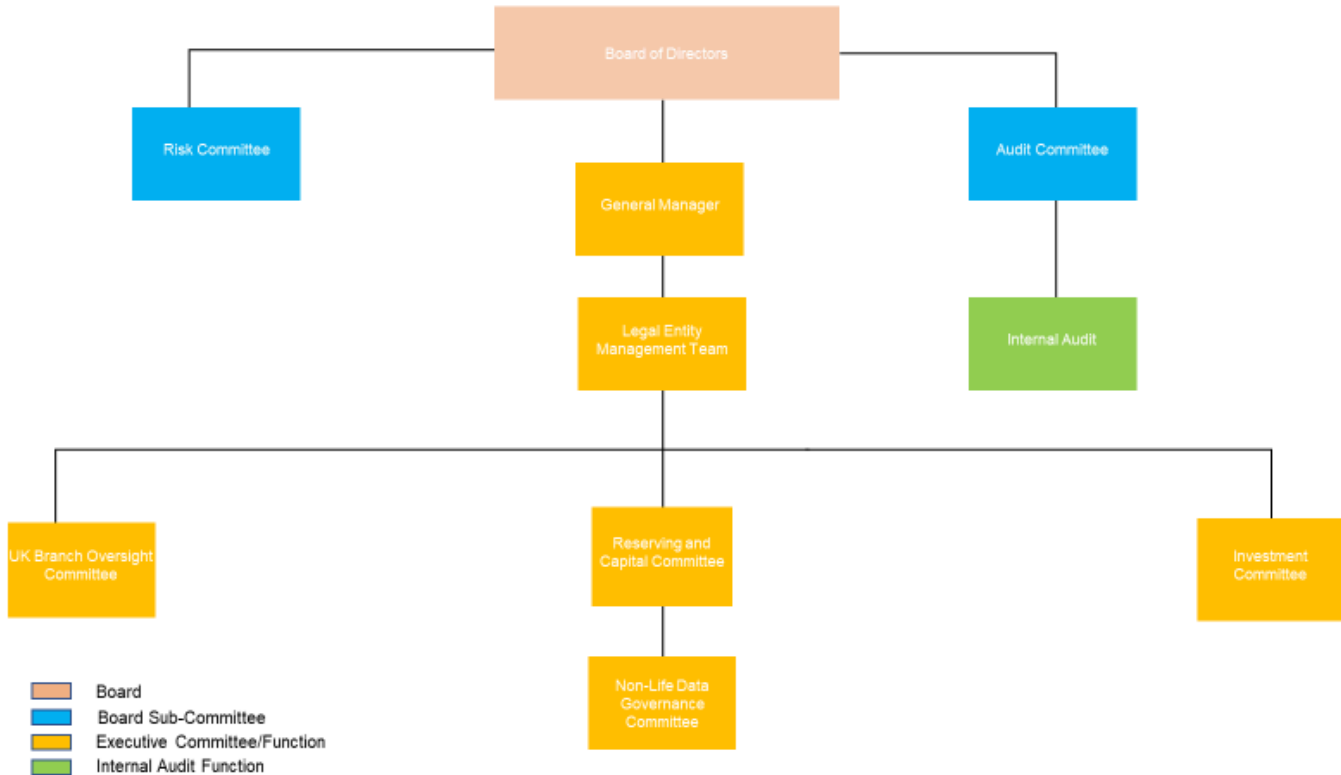 Board of Directors
Risk Committee
Audit Committee
General Manager
Legal Entity
Management Team
Internal Audit
UK Branch Oversight
Committee
Reserving and
Capital Committee
Investment
Committee
Non-Life Data
Governance
Committee
Board
Board Sub-Committee
Executive Committee/Function
Internal Audit Function